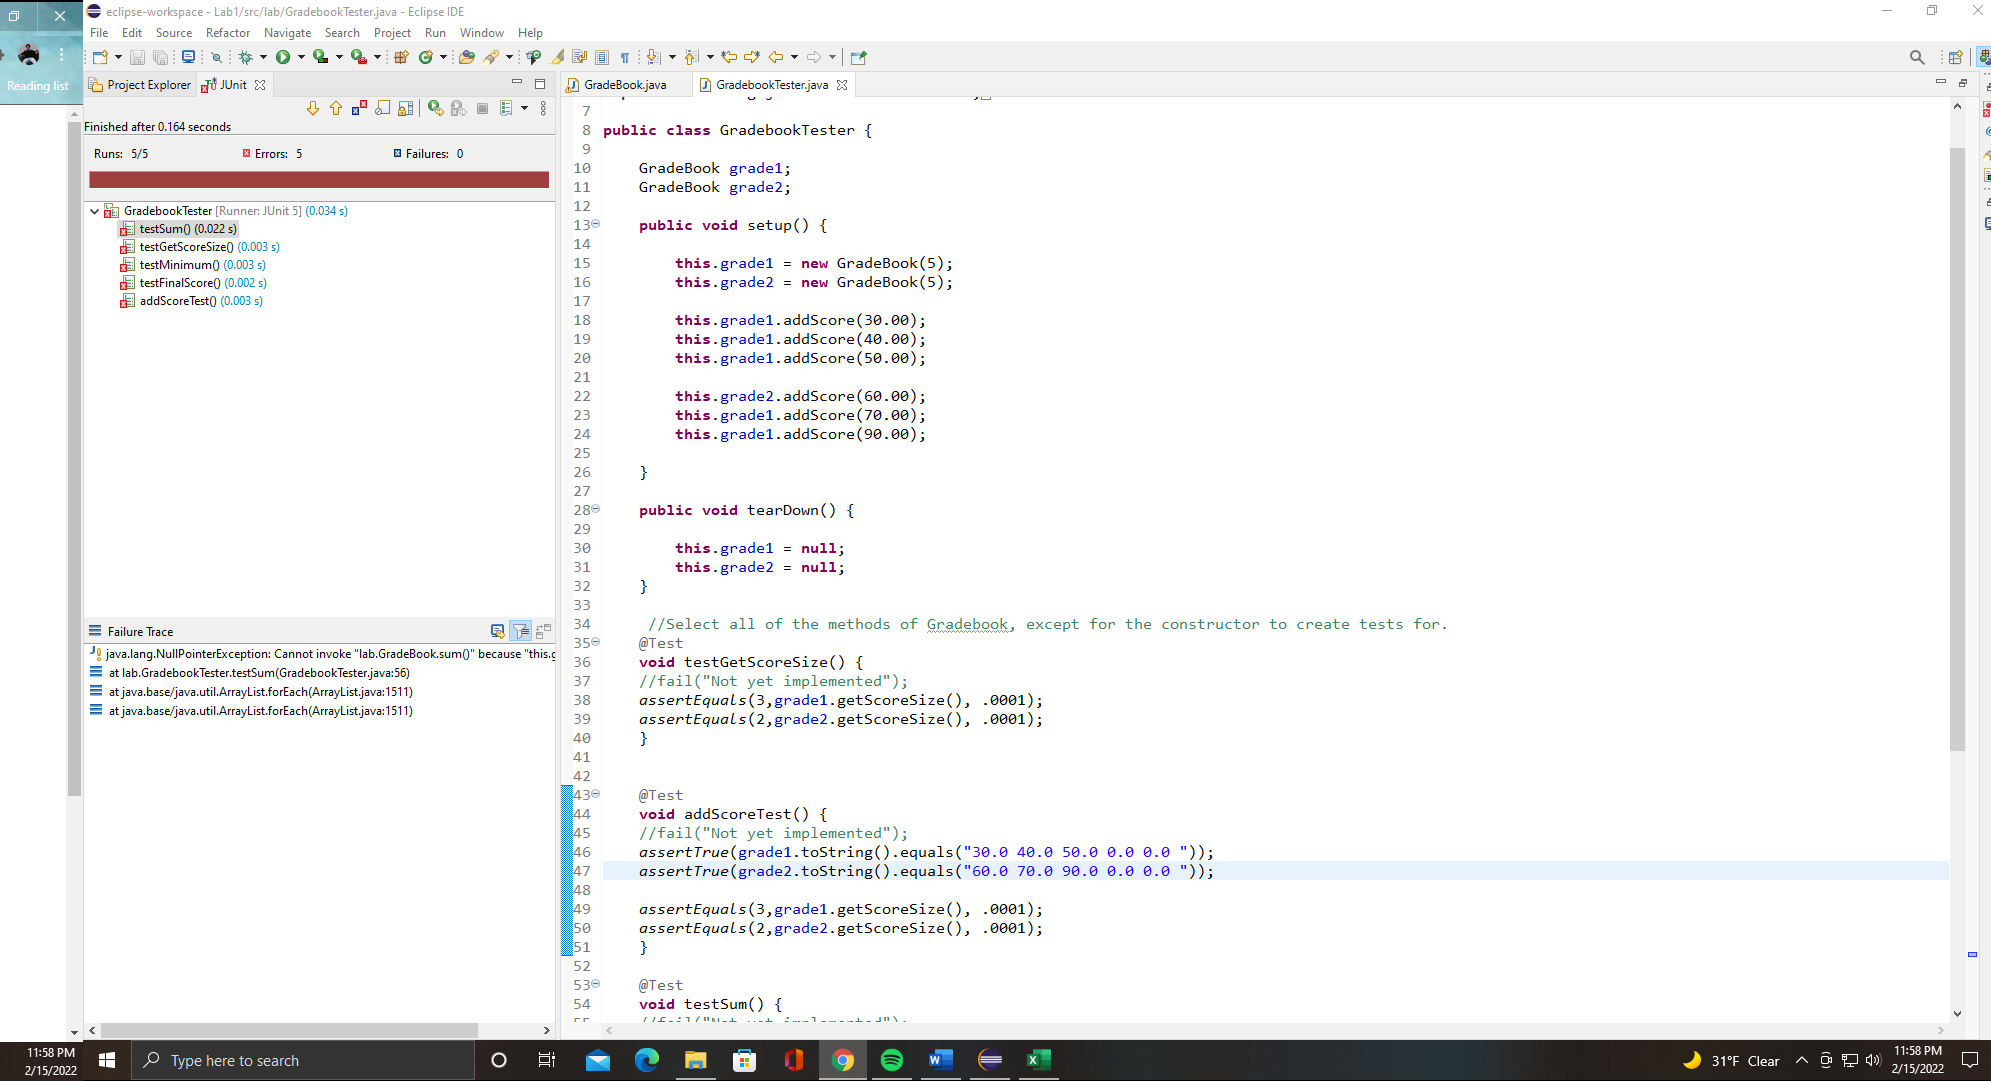 eclipse-workspace - Lab1/src/lab/GradebookTester.java - Eclipse IDE
File Edit Source Refactor Navigate Search Project Run Window Help
Reading list
Project Explorer JUnit
GradeBook.java GradebookTester.java
Finished after 0.164 seconds
Runs: 5/5 Errors: 5 Failures: 0
GradebookTester [Runner: JUnit 5] (0.034 s)
testSum() (0.022 s)
testGetScoreSize() (0.003 s)
testMinimum() (0.003 s)
testFinalScore() (0.002 s)
addScoreTest() (0.003 s)
Failure Trace
java.lang.NullPointerException: Cannot invoke "lab.GradeBook.sum()" because "this.g
at lab.GradebookTester.testSum(GradebookTester.java:56)
at java.base/java.util.ArrayList.forEach(ArrayList.java:1511)
at java.base/java.util.ArrayList.forEach(ArrayList.java:1511)
7
8 public class GradebookTester {
9
10 GradeBook grade1;
11 GradeBook grade2;
12
13 public void setup() {
14
15 this.grade1 = new GradeBook(5);
16 this.grade2 = new GradeBook(5);
17
18 this.grade1.addScore(30.00);
19 this.grade1.addScore(40.00);
20 this.grade1.addScore(50.00);
21
22 this.grade2.addScore(60.00);
23 this.grade1.addScore(70.00);
24 this.grade1.addScore(90.00);
25
26 }
27
28 public void tearDown() {
29
30 this.grade1 = null;
31 this.grade2 = null;
32 }
33
34 //Select all of the methods of Gradebook, except for the constructor to create tests for.
35 @Test
36 void testGetScoreSize() {
37 //fail("Not yet implemented");
38 assertEquals(3,grade1.getScoreSize(), .0001);
39 assertEquals(2,grade2.getScoreSize(), .0001);
40 }
41
42
43 @Test
44 void addScoreTest() {
45 //fail("Not yet implemented");
46 assertTrue(grade1.toString().equals("30.0 40.0 50.0 0.0 0.0 "));
47 assertTrue(grade2.toString().equals("60.0 70.0 90.0 0.0 0.0 "));
48
49 assertEquals(3,grade1.getScoreSize(), .0001);
50 assertEquals(2,grade2.getScoreSize(), .0001);
51 }
52
53 @Test
54 void testSum() {
11:58 PM
2/15/2022
Type here to search
31°F Clear
11:58 PM
2/15/2022